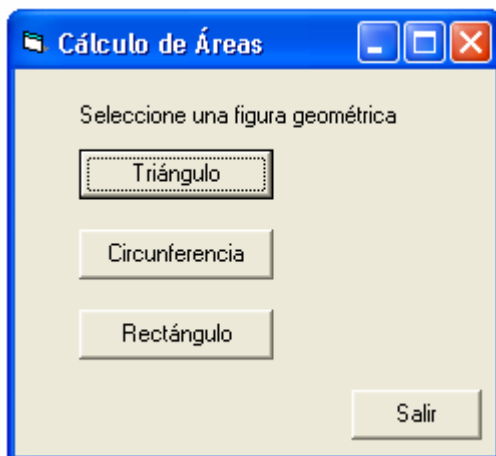 Cálculo de Áreas
Seleccione una figura geométrica
Triángulo
Circunferencia
Rectángulo
Salir